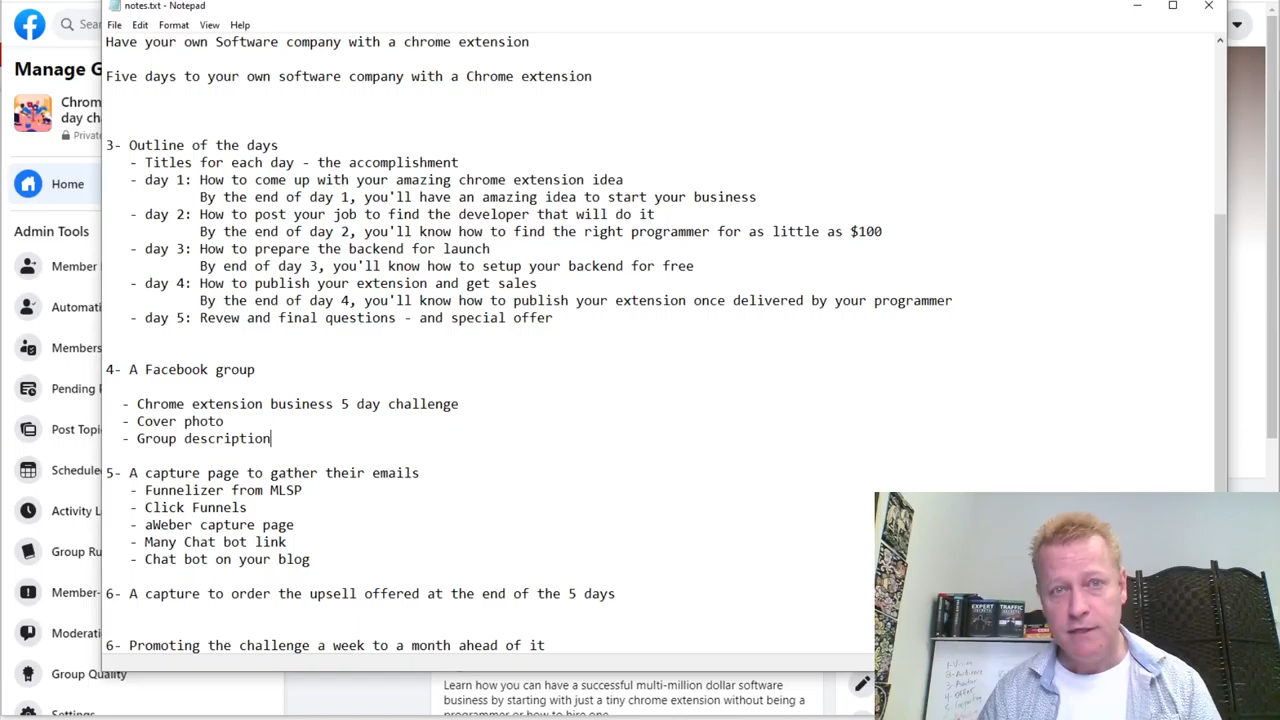 notes.txt - Notepad
File Edit Format View Help
Have your own Software company with a chrome extension
Five days to your own software company with a Chrome extension
3- Outline of the days
- Titles for each day - the accomplishment
- day 1: How to come up with your amazing chrome extension idea
By the end of day 1, you'll have an amazing idea to start your business
- day 2: How to post your job to find the developer that will do it
By the end of day 2, you'll know how to find the right programmer for as little as $100
- day 3: How to prepare the backend for launch
By end of day 3, you'll know how to setup your backend for free
- day 4: How to publish your extension and get sales
By the end of day 4, you'll know how to publish your extension once delivered by your programmer
- day 5: Revew and final questions - and special offer
4- A Facebook group
- Chrome extension business 5 day challenge
- Cover photo
- Group description
5- A capture page to gather their emails
- Funnelizer from MLSP
- Click Funnels
- aWeber capture page
- Many Chat bot link
- Chat bot on your blog
6- A capture to order the upsell offered at the end of the 5 days
6- Promoting the challenge a week to a month ahead of it
Manage
Home
Admin Tools
Member
Pending
Activity
Group
Group Quality
Settings
Learn how you can have a successful multi-million dollar software
business by starting with just a tiny chrome extension without being a
programmer or how to hire one
EXPERT
SECRETS
TRAFFIC
SECRETS